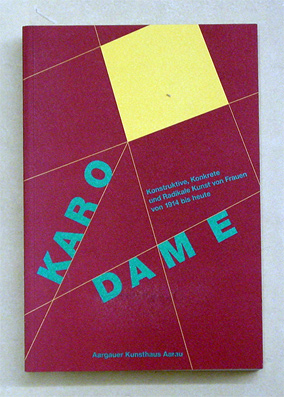 KARO
DAME
Konstruktive, Konkrete
und Radikale Kunst von Frauen
von 1914 bis heute
Aargauer Kunsthaus Aarau